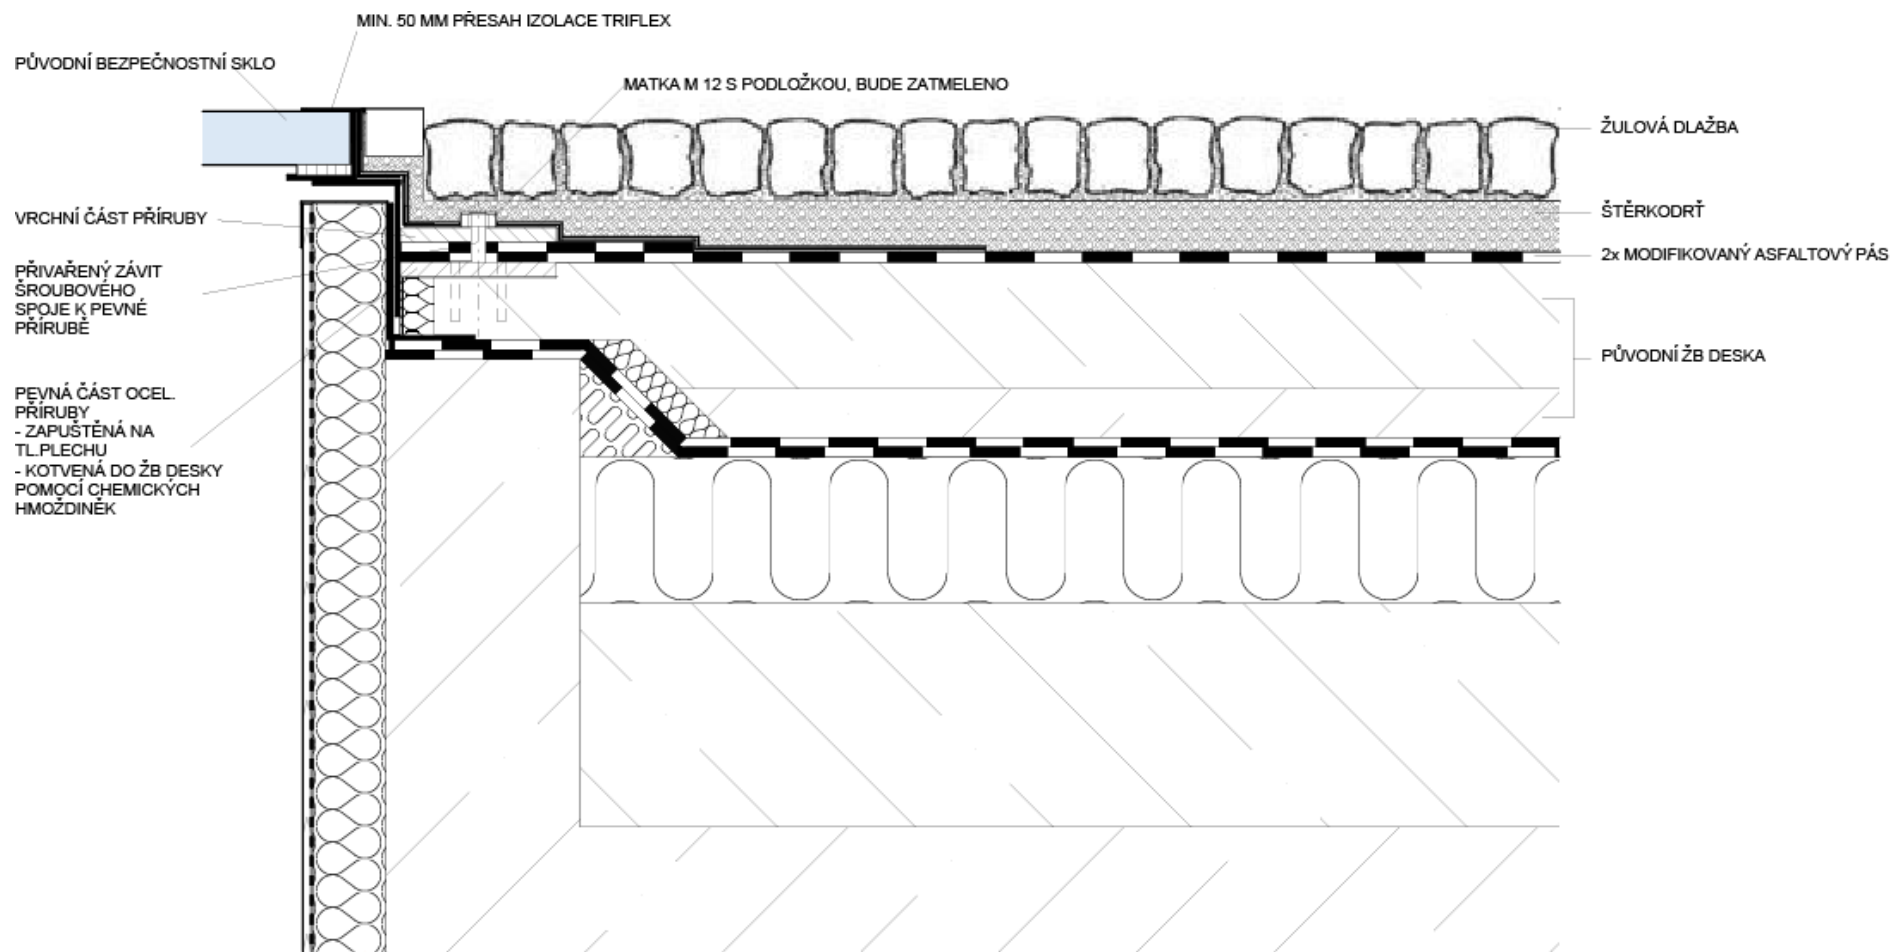 MIN. 50 MM PŘESAH IZOLACE TRIFLEX
PŮVODNÍ BEZPEČNOSTNÍ SKLO
MATKA M 12 S PODLOŽKOU, BUDE ZATMELENO
ŽULOVÁ DLAŽBA
VRCHNÍ ČÁST PŘÍRUBY
ŠTĚRKODRŤ
2x MODIFIKOVANÝ ASFALTOVÝ PÁS
PŘIVAŘENÝ ZÁVIT
ŠROUBOVÉHO
SPOJE K PEVNÉ
PŘÍRUBĚ
PŮVODNÍ ŽB DESKA
PEVNÁ ČÁST OCEL.
PŘÍRUBY
- ZAPUŠTĚNÁ NA
TL.PLECHU
- KOTVENÁ DO ŽB DESKY
POMOCÍ CHEMICKÝCH
HMOŽDINĚK